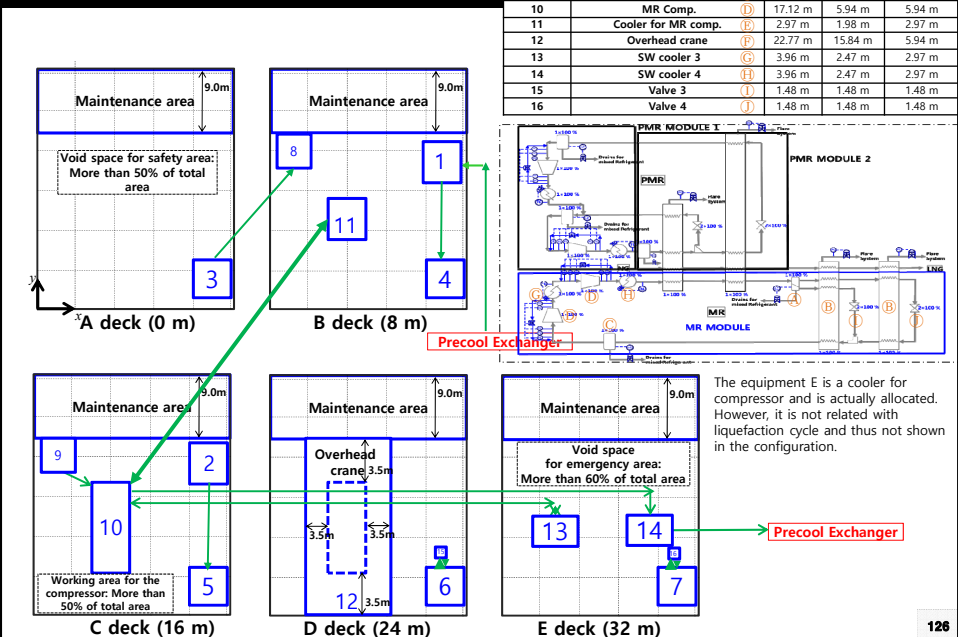 10 MR Comp. Ⓓ 17.12 m 5.94 m 5.94 m
11 Cooler for MR comp. Ⓔ 2.97 m 1.98 m 2.97 m
12 Overhead crane Ⓕ 22.77 m 15.84 m 5.94 m
13 SW cooler 3 Ⓖ 3.96 m 2.47 m 2.97 m
14 SW cooler 4 Ⓗ 3.96 m 2.47 m 2.97 m
15 Valve 3 Ⓘ 1.48 m 1.48 m 1.48 m
16 Valve 4 Ⓙ 1.48 m 1.48 m 1.48 m
Maintenance area
9.0m
Void space for safety area:
More than 50% of total
area
3
y
x
A deck (0 m)
Maintenance area
9.0m
8
1
11
4
B deck (8 m)
Precool Exchanger
PMR MODULE 1
PMR MODULE 2
PMR
MR
MR MODULE
LNG
Flare
System
Drains for
mixed Refrigerant
1×100 %
2×100 %
Ⓖ
Ⓓ
Ⓗ
Ⓒ
Ⓐ
Ⓑ
Ⓑ
Ⓘ
Ⓙ
Maintenance area
9.0m
9
2
10
5
Working area for the
compressor: More than
50% of total area
C deck (16 m)
Maintenance area
9.0m
Overhead
crane
3.5m
3.5m
3.5m
3.5m
12
15
6
D deck (24 m)
Maintenance area
9.0m
Void space
for emergency area:
More than 60% of total area
13
14
16
7
E deck (32 m)
Precool Exchanger
The equipment E is a cooler for
compressor and is actually allocated.
However, it is not related with
liquefaction cycle and thus not shown
in the configuration.
126